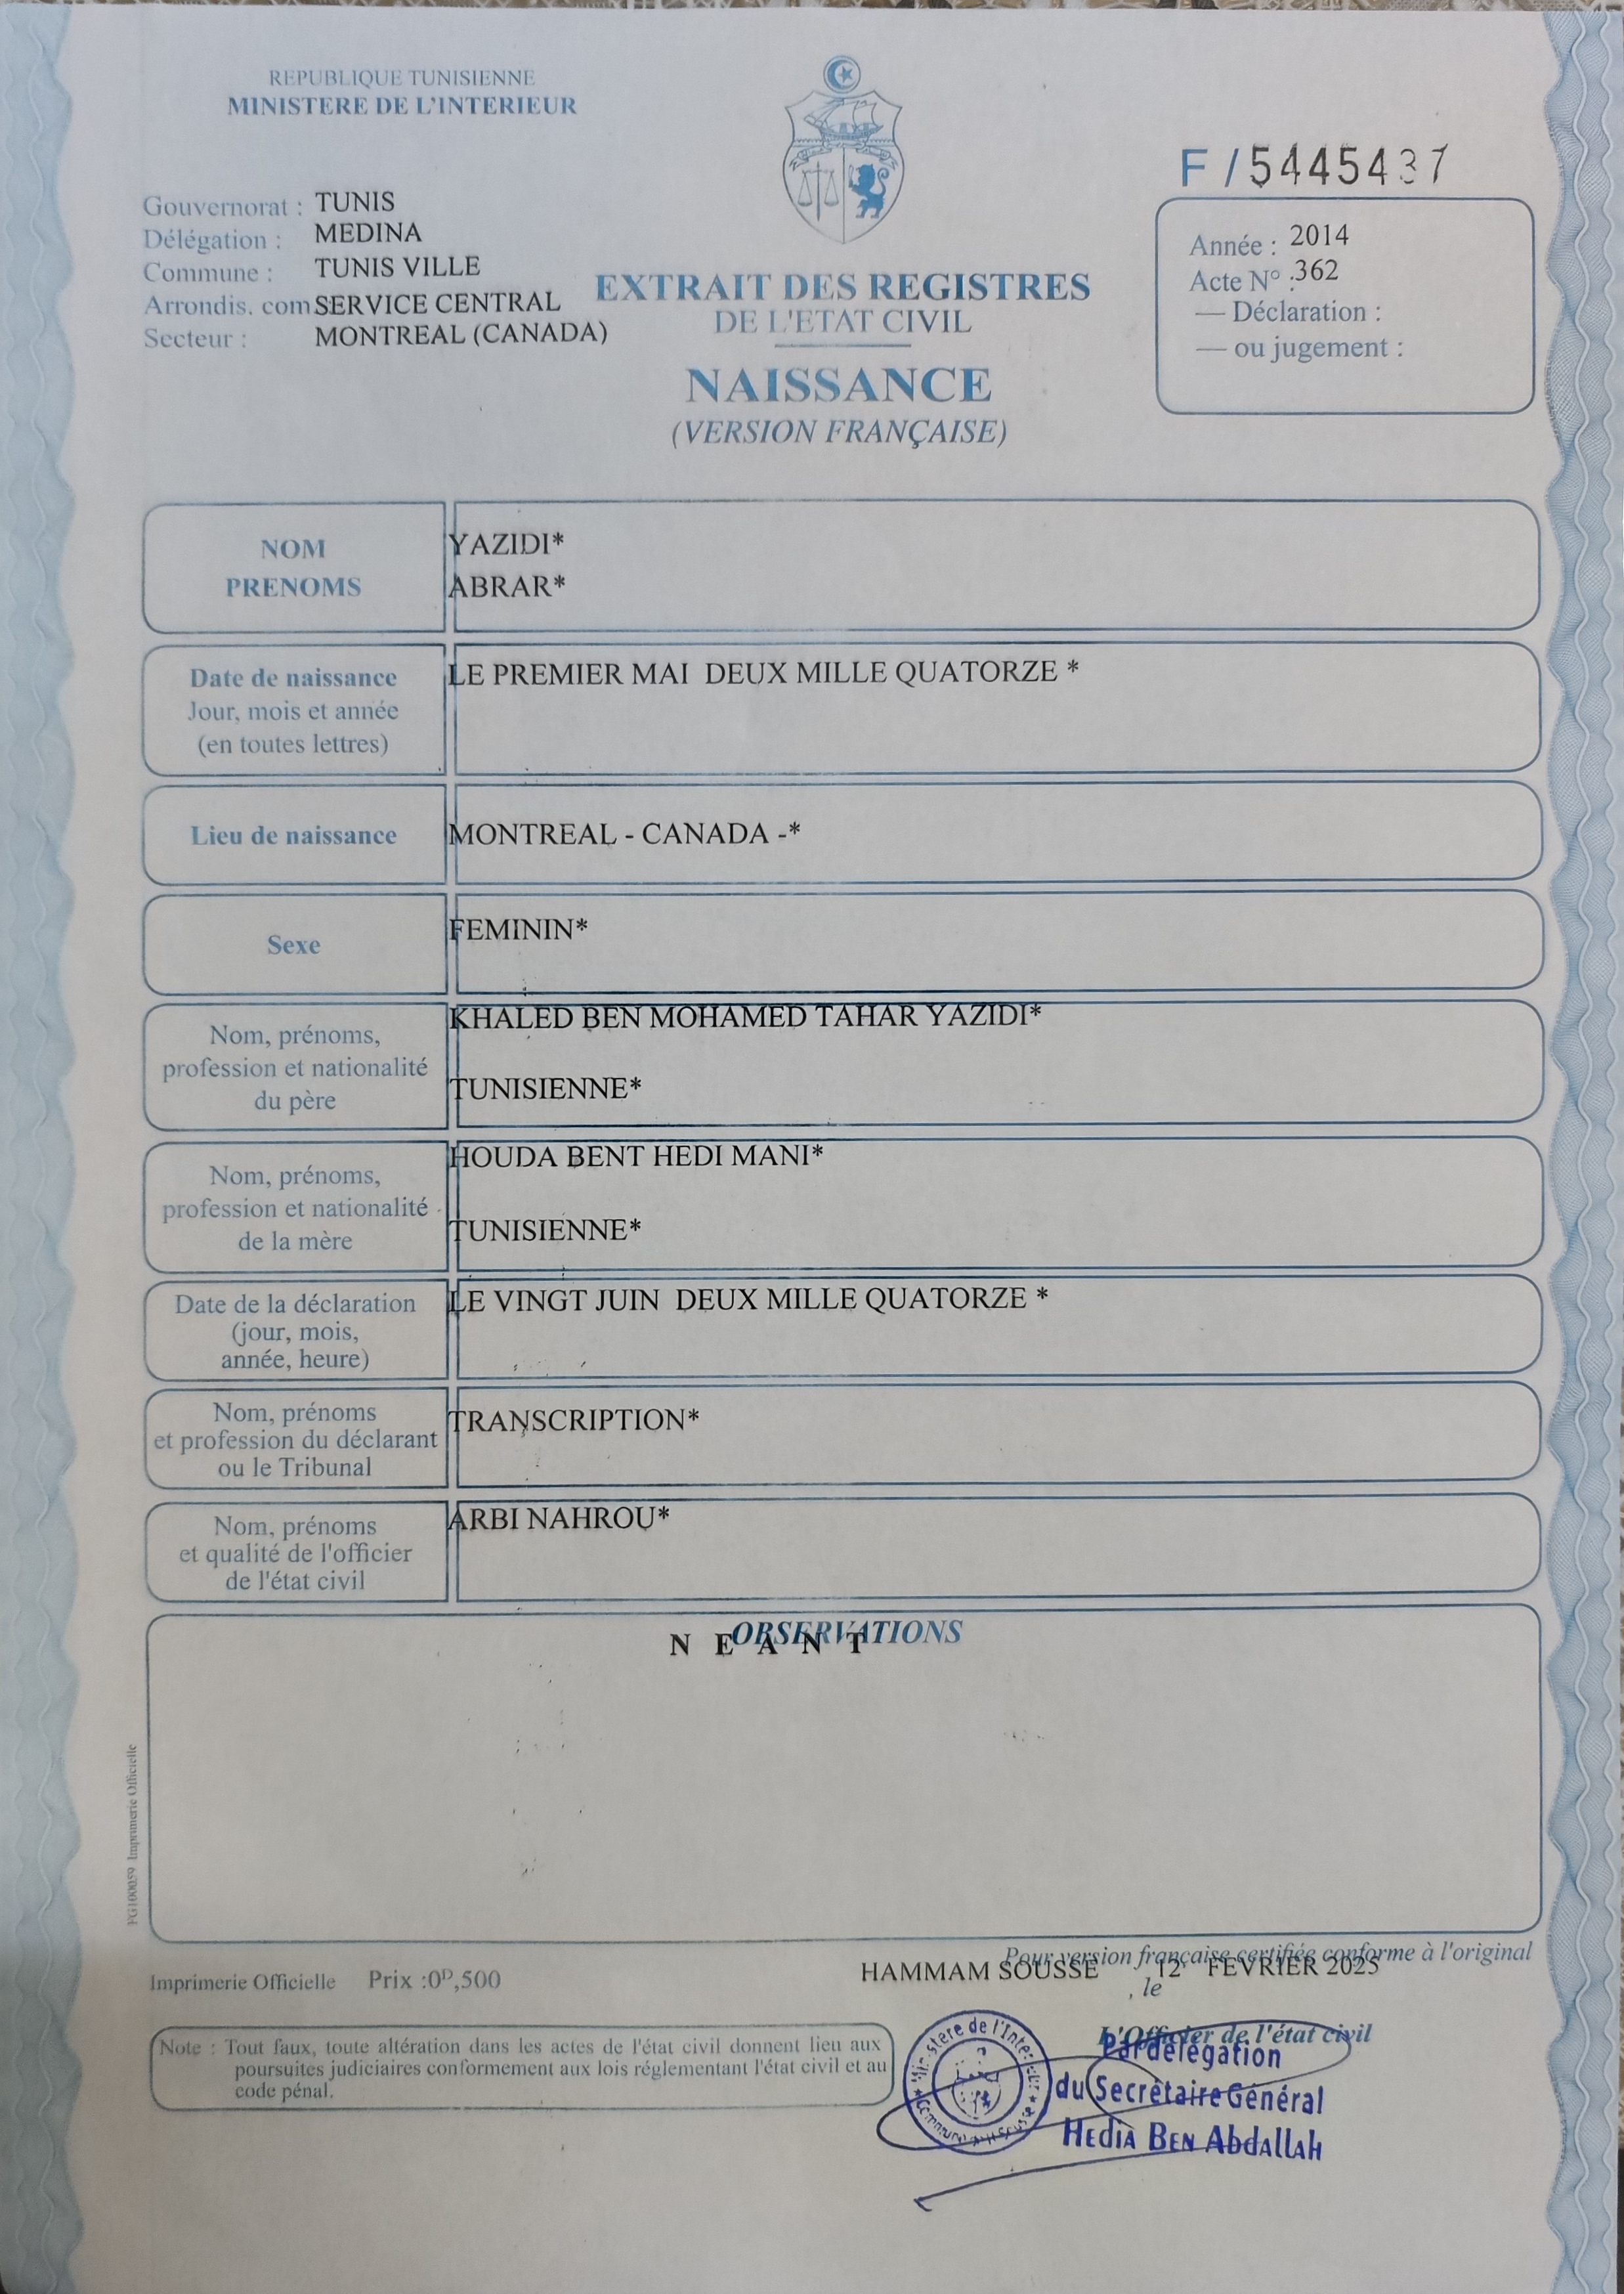 REPUBLIQUE TUNISIENNE
MINISTERE DE L'INTERIEUR
F / 5445437
Gouvernorat : TUNIS
Délégation : MEDINA
Commune : TUNIS VILLE
Arrondis. com SERVICE CENTRAL
Secteur : MONTREAL (CANADA)
EXTRAIT DES REGISTRES
DE L'ETAT CIVIL
NAISSANCE
(VERSION FRANÇAISE)
Année : 2014
Acte N° : 362
— Déclaration :
— ou jugement :
NOM
PRENOMS
YAZIDI*
ABRAR*
Date de naissance
Jour, mois et année
(en toutes lettres)
LE PREMIER MAI DEUX MILLE QUATORZE *
Lieu de naissance
MONTREAL - CANADA -*
Sexe
FEMININ*
Nom, prénoms,
profession et nationalité
du père
KHALED BEN MOHAMED TAHAR YAZIDI*
TUNISIENNE*
Nom, prénoms,
profession et nationalité
de la mère
HOUDA BENT HEDI MANI*
TUNISIENNE*
Date de la déclaration
(jour, mois,
année, heure)
LE VINGT JUIN DEUX MILLE QUATORZE *
Nom, prénoms
et profession du déclarant
ou le Tribunal
TRANSCRIPTION*
Nom, prénoms
et qualité de l'officier
de l'état civil
ARBI NAHROU*
OBSERVATIONS
N E A N T
FG100059 Imprimerie Officielle
Imprimerie Officielle Prix :0ᴰ,500
Pour version française certifiée conforme à l'original
HAMMAM SOUSSE 12 FEVRIER 2025
, le
Note : Tout faux, toute altération dans les actes de l'état civil donnent lieu aux
poursuites judiciaires conformement aux lois réglementant l'état civil et au
code pénal.
L'Officier de l'état civil
Par délégation
du Secrétaire Général
Hedia Ben Abdallah
Ministère de l'Intérieur